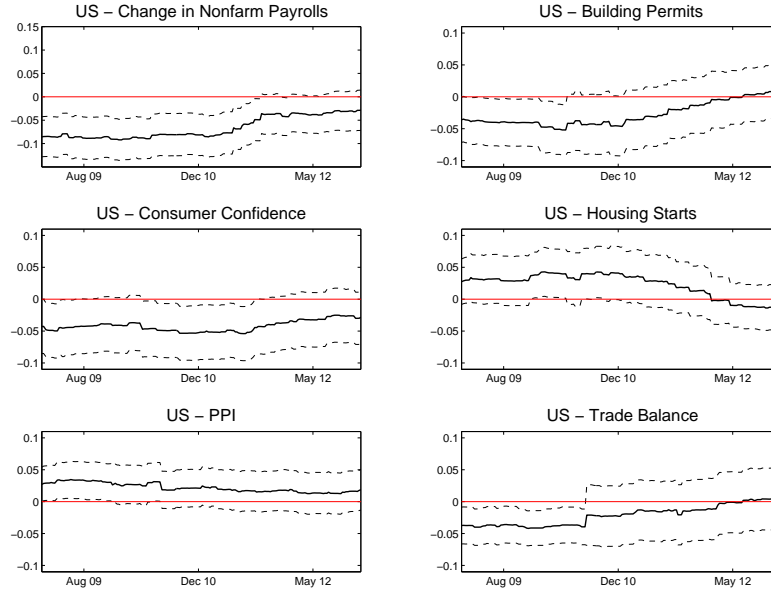 US − Change in Nonfarm Payrolls
0.15
0.1
0.05
0
−0.05
−0.1
Aug 09 Dec 10 May 12
US − Building Permits
0.1
0.05
0
−0.05
−0.1
Aug 09 Dec 10 May 12
US − Consumer Confidence
0.1
0.05
0
−0.05
−0.1
Aug 09 Dec 10 May 12
US − Housing Starts
0.1
0.05
0
−0.05
−0.1
Aug 09 Dec 10 May 12
US − PPI
0.1
0.05
0
−0.05
−0.1
Aug 09 Dec 10 May 12
US − Trade Balance
0.1
0.05
0
−0.05
−0.1
Aug 09 Dec 10 May 12